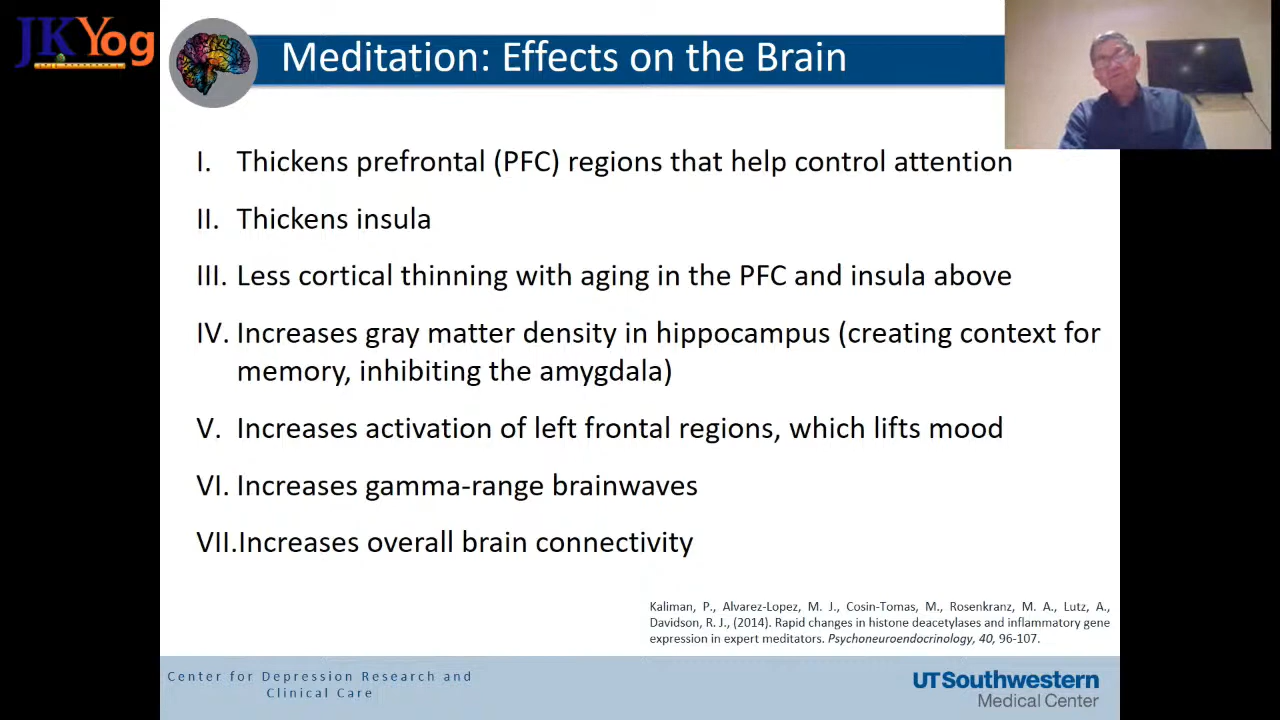 JKYog
Meditation: Effects on the Brain
I. Thickens prefrontal (PFC) regions that help control attention
II. Thickens insula
III. Less cortical thinning with aging in the PFC and insula above
IV. Increases gray matter density in hippocampus (creating context for
memory, inhibiting the amygdala)
V. Increases activation of left frontal regions, which lifts mood
VI. Increases gamma-range brainwaves
VII.Increases overall brain connectivity
Kaliman, P., Alvarez-Lopez, M. J., Cosin-Tomas, M., Rosenkranz, M. A., Lutz, A.,
Davidson, R. J., (2014). Rapid changes in histone deacetylases and inflammatory gene
expression in expert meditators. Psychoneuroendocrinology, 40, 96-107.
Center for Depression Research and
Clinical Care
UTSouthwestern
Medical Center